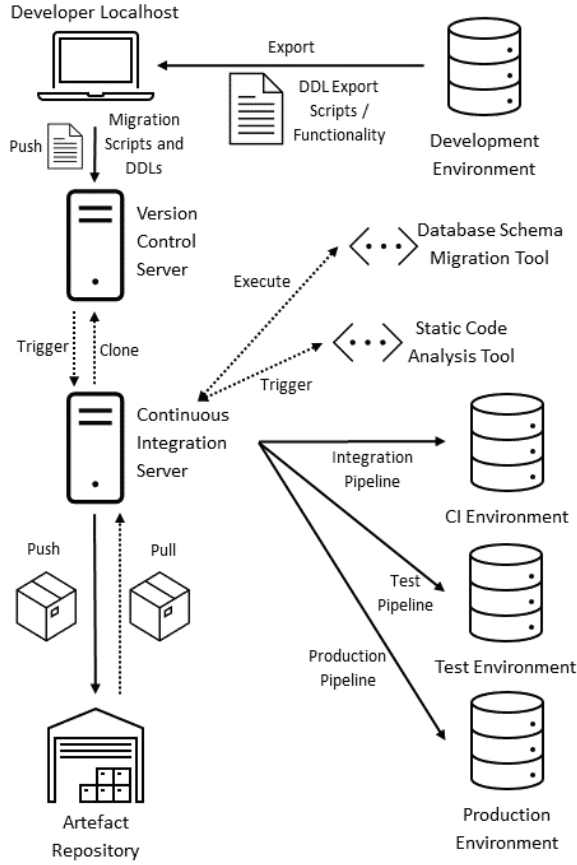 Developer Localhost
Export
DDL Export
Scripts /
Functionality
Development
Environment
Push
Migration
Scripts and
DDLs
Version
Control
Server
Database Schema
Migration Tool
Execute
Static Code
Analysis Tool
Trigger
Trigger
Clone
Continuous
Integration
Server
Integration
Pipeline
CI Environment
Test
Pipeline
Test Environment
Production
Pipeline
Production
Environment
Push
Pull
Artefact
Repository